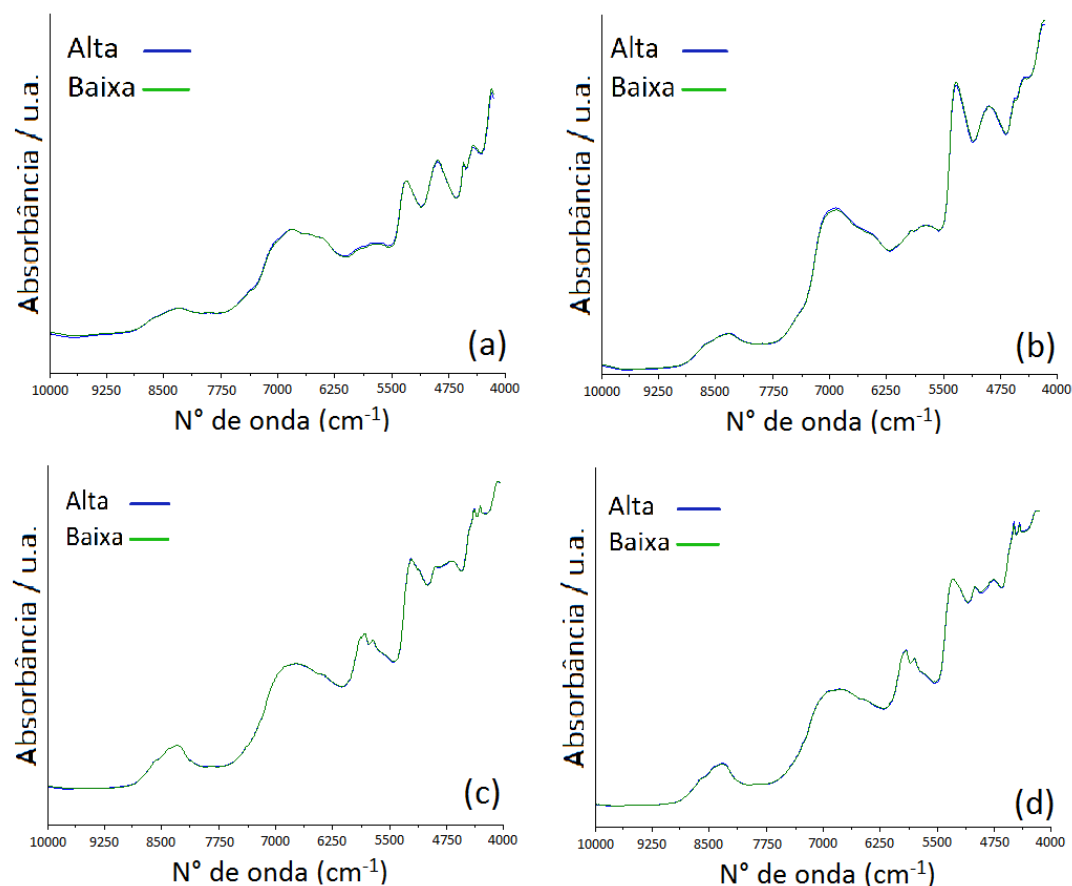 Alta
Baixa
Absorbância / u.a.
(a)
10000 9250 8500 7750 7000 6250 5500 4750 4000
N° de onda (cm-1)
Alta
Baixa
Absorbância / u.a.
(b)
10000 9250 8500 7750 7000 6250 5500 4750 4000
N° de onda (cm-1)
Alta
Baixa
Absorbância / u.a.
(c)
10000 9250 8500 7750 7000 6250 5500 4750 4000
N° de onda (cm-1)
Alta
Baixa
Absorbância / u.a.
(d)
10000 9250 8500 7750 7000 6250 5500 4750 4000
N° de onda (cm-1)